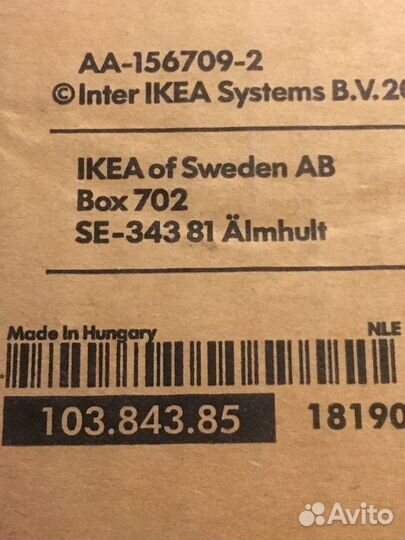 AA-156709-2
©Inter IKEA Systems B.V. 20
IKEA of Sweden AB
Box 702
SE-343 81 Älmhult
Made In Hungary
NLE
103.843.85
18190
Avito